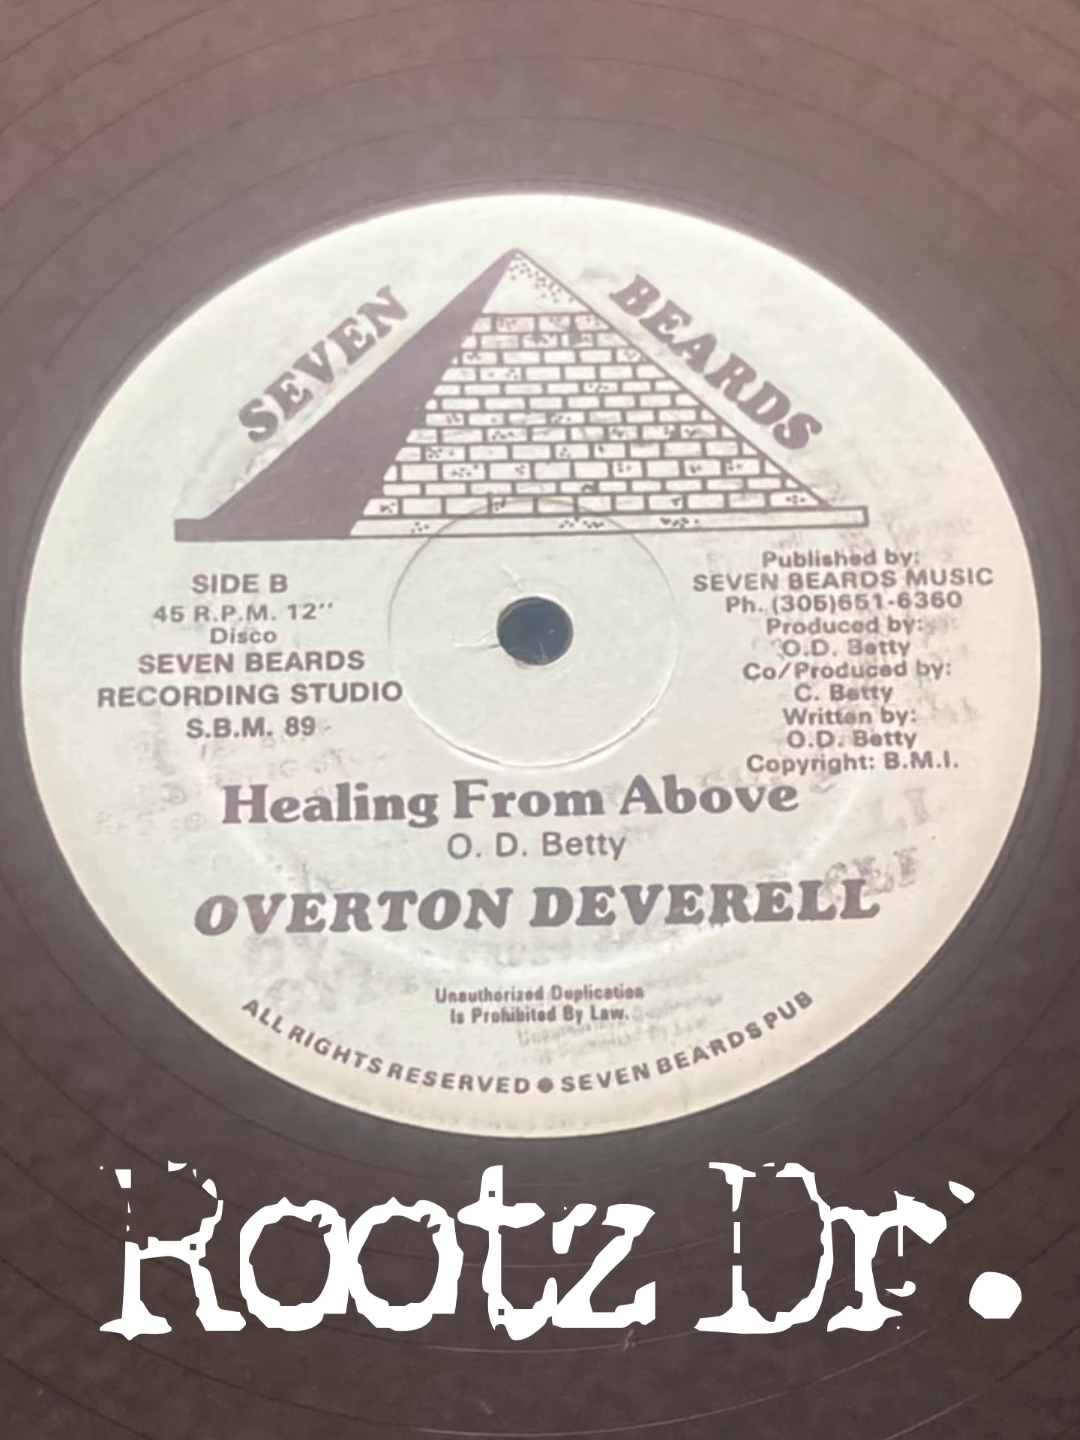 SEVEN BEARDS
SIDE B
45 R.P.M. 12"
Disco
SEVEN BEARDS
RECORDING STUDIO
S.B.M. 89
Published by:
SEVEN BEARDS MUSIC
Ph. (305)651-6360
Produced by:
O.D. Betty
Co/Produced by:
C. Betty
Written by:
O.D. Betty
Copyright: B.M.I.
Healing From Above
O. D. Betty
OVERTON DEVERELL
Unauthorized Duplication
Is Prohibited By Law.
ALL RIGHTS RESERVED ● SEVEN BEARDS PUB
Rootz Dr.